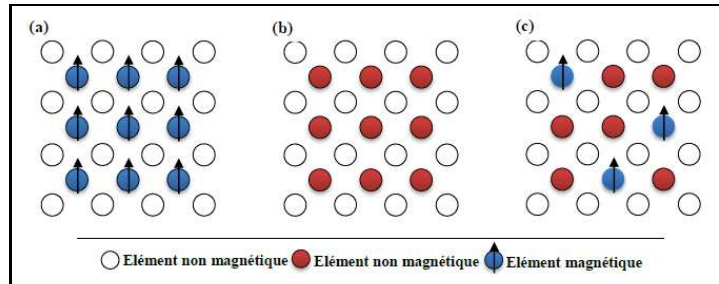 (a)
(b)
(c)
Elément non magnétique
Elément non magnétique
Elément magnétique